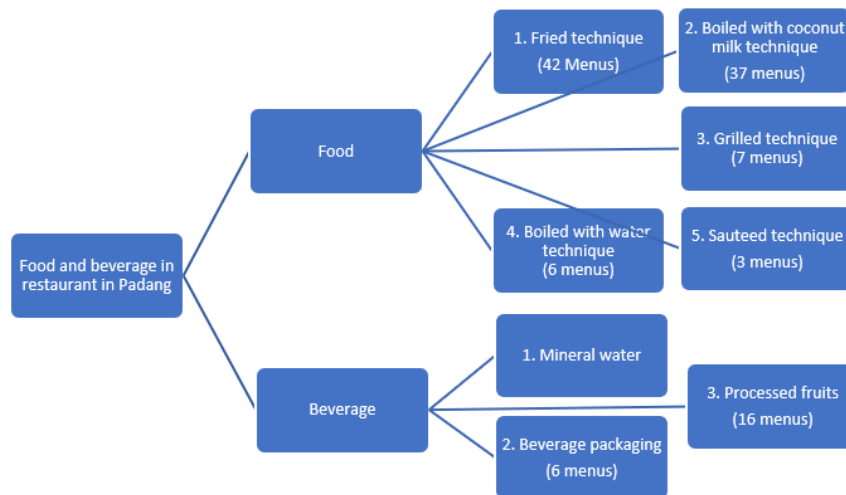 Food and beverage in
restaurant in Padang
Food
1. Fried technique
(42 Menus)
2. Boiled with coconut
milk technique
(37 menus)
3. Grilled technique
(7 menus)
4. Boiled with water
technique
(6 menus)
5. Sauteed technique
(3 menus)
Beverage
1. Mineral water
2. Beverage packaging
(6 menus)
3. Processed fruits
(16 menus)